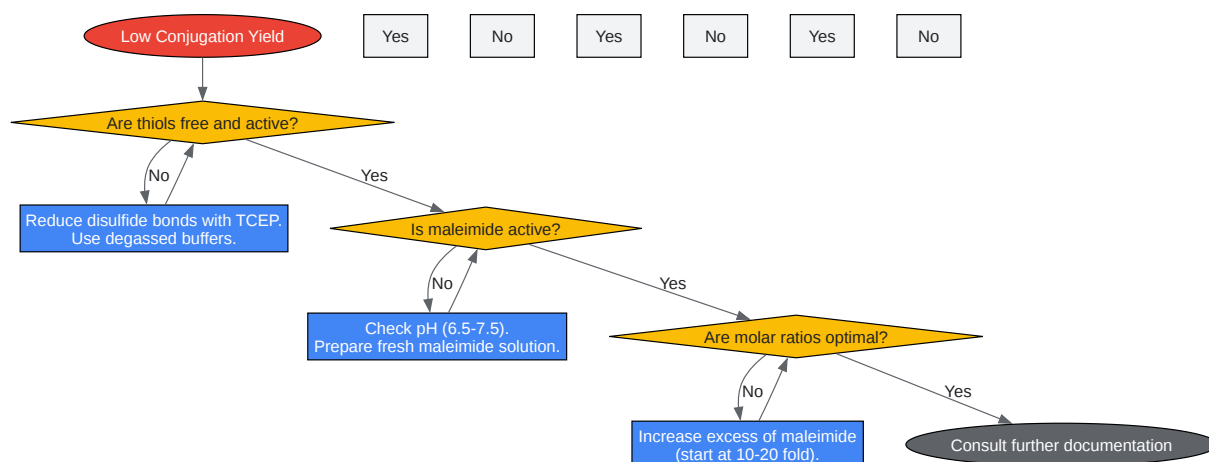 Low Conjugation Yield
Yes
No
Yes
No
Yes
No
Are thiols free and active?
No
Yes
Reduce disulfide bonds with TCEP.
Use degassed buffers.
Is maleimide active?
No
Yes
Check pH (6.5-7.5).
Prepare fresh maleimide solution.
Are molar ratios optimal?
No
Yes
Increase excess of maleimide
(start at 10-20 fold).
Consult further documentation